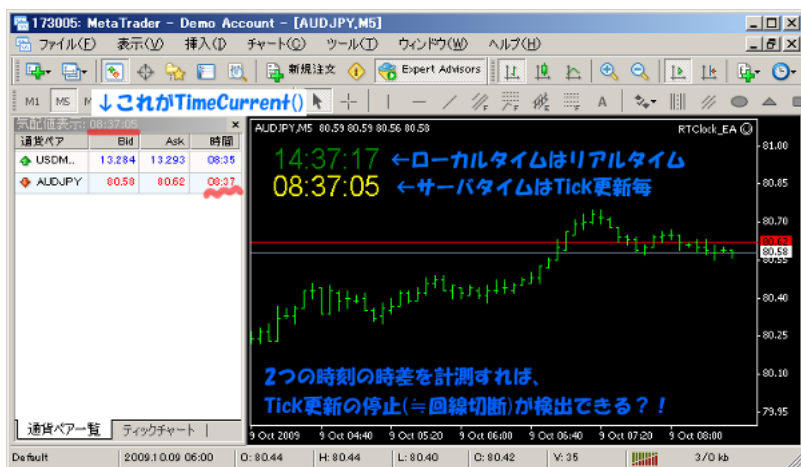 173005: MetaTrader - Demo Account - [AUDJPY,M5]
ファイル(F) 表示(V) 挿入(I) チャート(C) ツール(T) ウィンドウ(W) ヘルプ(H)
新規注文 Expert Advisors
M1 M5 M ↓これがTimeCurrent() A
気配値表示: 08:37:05
通貨ペア Bid Ask 時間
USDM... 13.284 13.293 08:35
AUDJPY 80.58 80.62 08:37
通貨ペア一覧 ティックチャート
AUDJPY,M5 80.59 80.59 80.56 80.58 RTClock_EA
14:37:17 ←ローカルタイムはリアルタイム
08:37:05 ←サーバタイムはTick更新毎
2つの時刻の時差を計測すれば、
Tick更新の停止(≒回線切断)が検出できる?!
81.00
80.85
80.70
80.62
80.58
80.55
80.40
80.25
80.10
79.95
9 Oct 2009 9 Oct 04:40 9 Oct 05:20 9 Oct 06:00 9 Oct 06:40 9 Oct 07:20 9 Oct 08:00
Default 2009.10.09 06:00 O: 80.44 H: 80.44 L: 80.40 C: 80.42 V: 35 3/0 kb